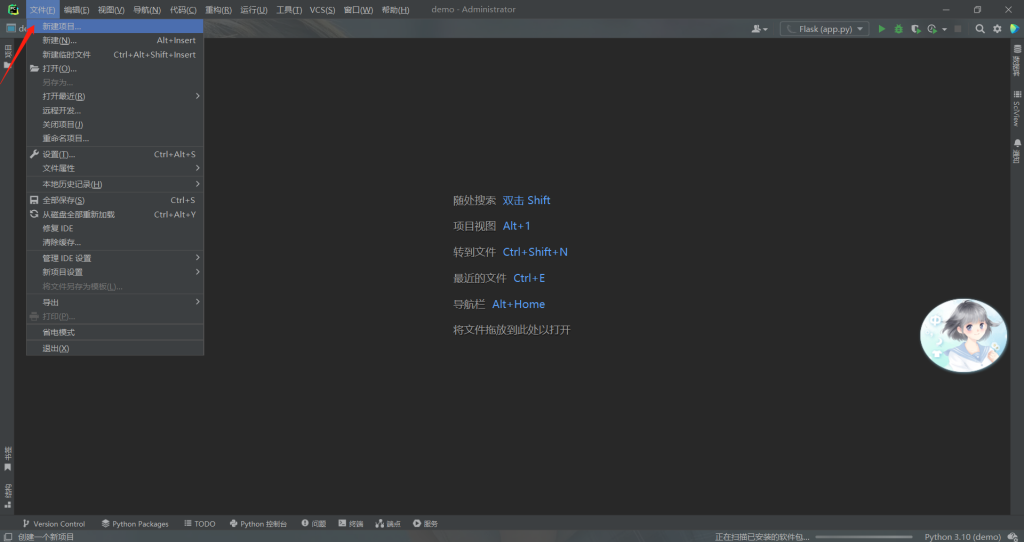 文件(F) 编辑(E) 视图(V) 导航(N) 代码(C) 重构(R) 运行(U) 工具(T) VCS(S) 窗口(W) 帮助(H) demo - Administrator
Flask (app.py)
新建项目...
新建(N)... Alt+Insert
新建临时文件 Ctrl+Alt+Shift+Insert
打开(O)...
另存为...
打开最近(R)
远程开发...
关闭项目(J)
重命名项目...
设置(T)... Ctrl+Alt+S
文件属性
本地历史记录(H)
全部保存(S) Ctrl+S
从磁盘全部重新加载 Ctrl+Alt+Y
修复 IDE
清除缓存...
管理 IDE 设置
新项目设置
将文件另存为模板(L)...
导出
打印(P)...
省电模式
退出(X)
随处搜索 双击 Shift
项目视图 Alt+1
转到文件 Ctrl+Shift+N
最近的文件 Ctrl+E
导航栏 Alt+Home
将文件拖放到此处以打开
项目
书签
结构
数据库
SciView
通知
Version Control Python Packages TODO Python 控制台 问题 终端 端点 服务
创建一个新项目 正在扫描已安装的软件包... Python 3.10 (demo)